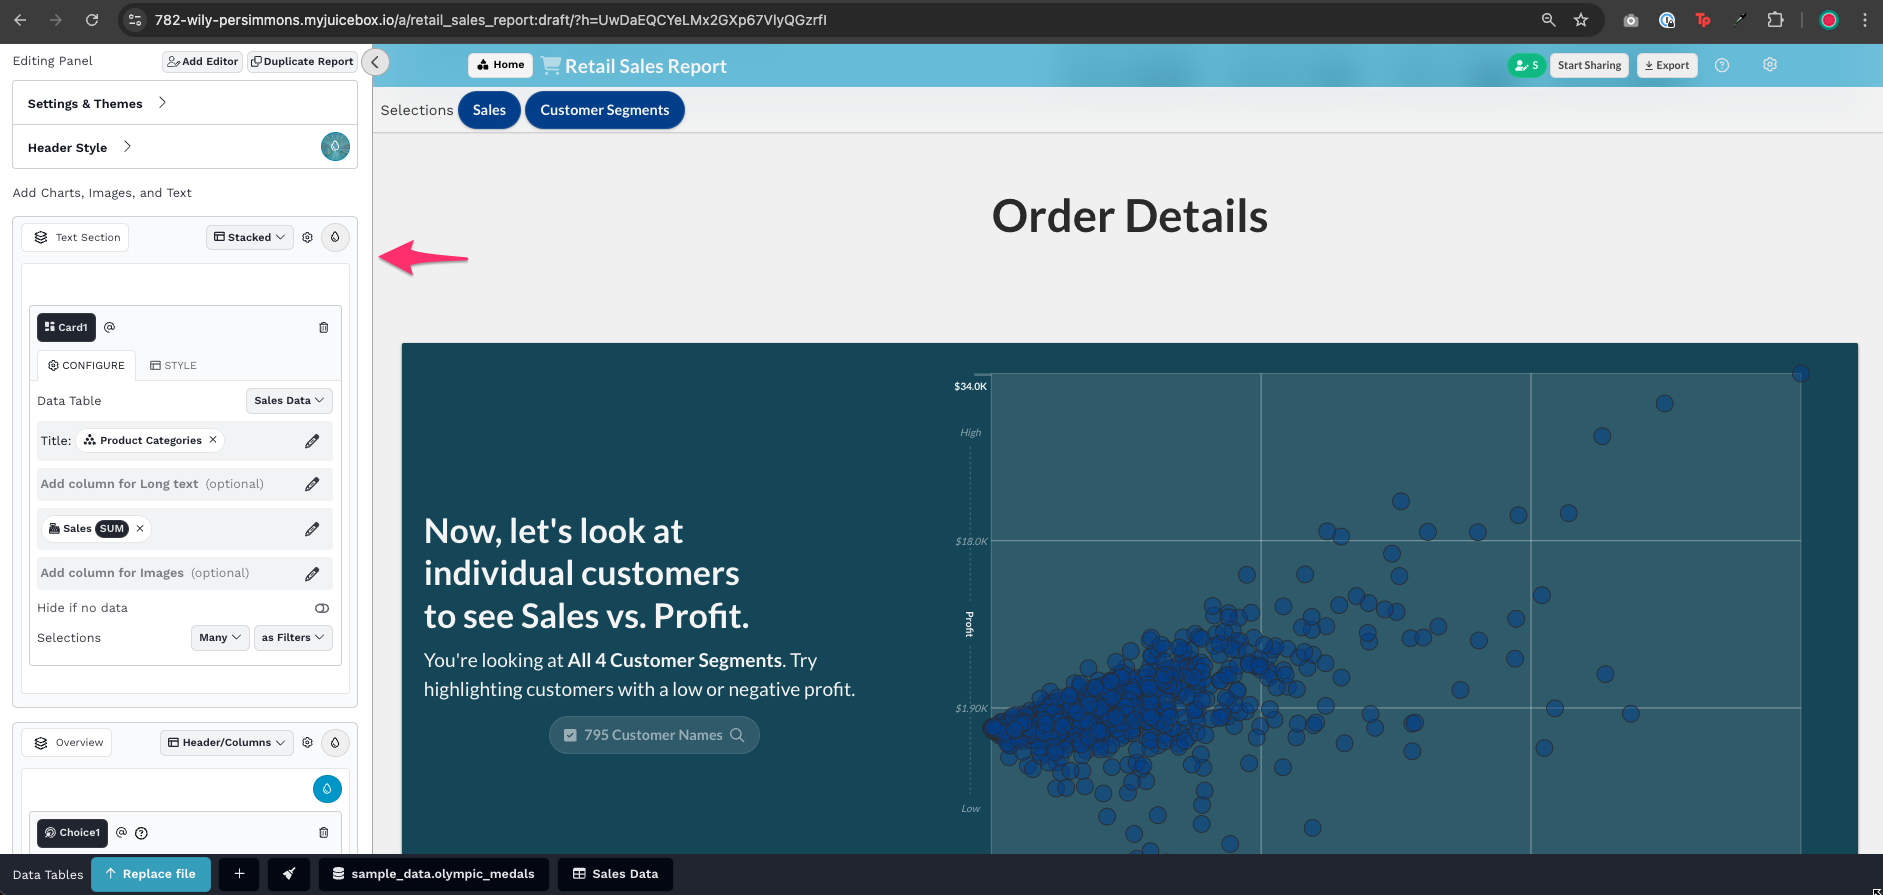 782-wily-persimmons.myjuicebox.io/a/retail_sales_report:draft/?h=UwDaEQCYeLMx2GXp67VlyQGzrfI
Tp
Editing Panel
Add Editor
Duplicate Report
Home
Retail Sales Report
S
Start Sharing
Export
Settings & Themes
Header Style
Selections
Sales
Customer Segments
Add Charts, Images, and Text
Text Section
Stacked
Card1
@
CONFIGURE
STYLE
Data Table
Sales Data
Title:
Product Categories
Add column for Long text (optional)
Sales SUM
Add column for Images (optional)
Hide if no data
Selections
Many
as Filters
Overview
Header/Columns
Choice1
@
Order Details
Now, let's look at
individual customers
to see Sales vs. Profit.
You're looking at All 4 Customer Segments. Try
highlighting customers with a low or negative profit.
795 Customer Names
$34.0K
High
$18.0K
Profit
$1.90K
Low
Data Tables
Replace file
+
sample_data.olympic_medals
Sales Data